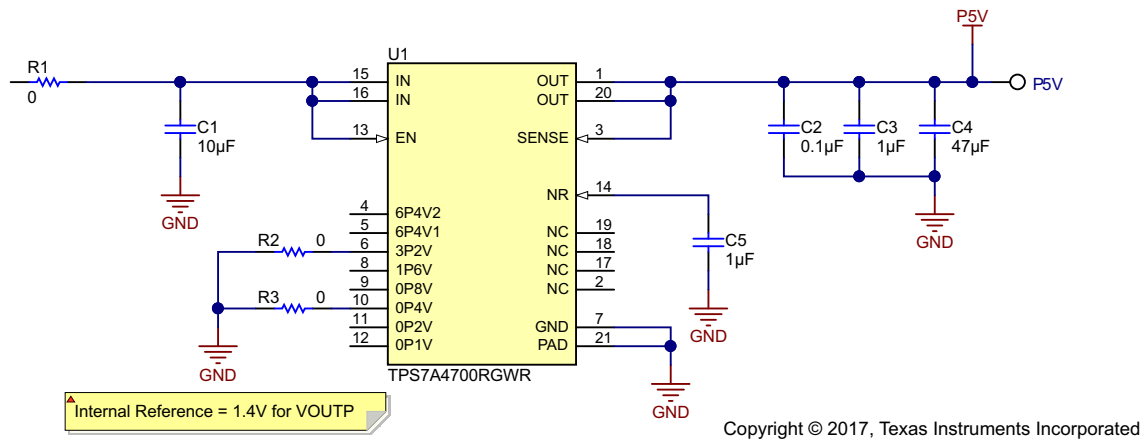 P5V
U1
R1
0
15
IN
OUT
1
P5V
16
IN
OUT
20
13
EN
SENSE
3
C1
10µF
C2
0.1µF
C3
1µF
C4
47µF
GND
NR
14
GND
4
6P4V2
5
6P4V1
NC
19
R2
0
6
3P2V
NC
18
C5
1µF
8
1P6V
NC
17
9
0P8V
NC
2
R3
0
10
0P4V
11
0P2V
GND
7
GND
12
0P1V
PAD
21
GND
TPS7A4700RGWR
GND
Internal Reference = 1.4V for VOUTP
Copyright © 2017, Texas Instruments Incorporated